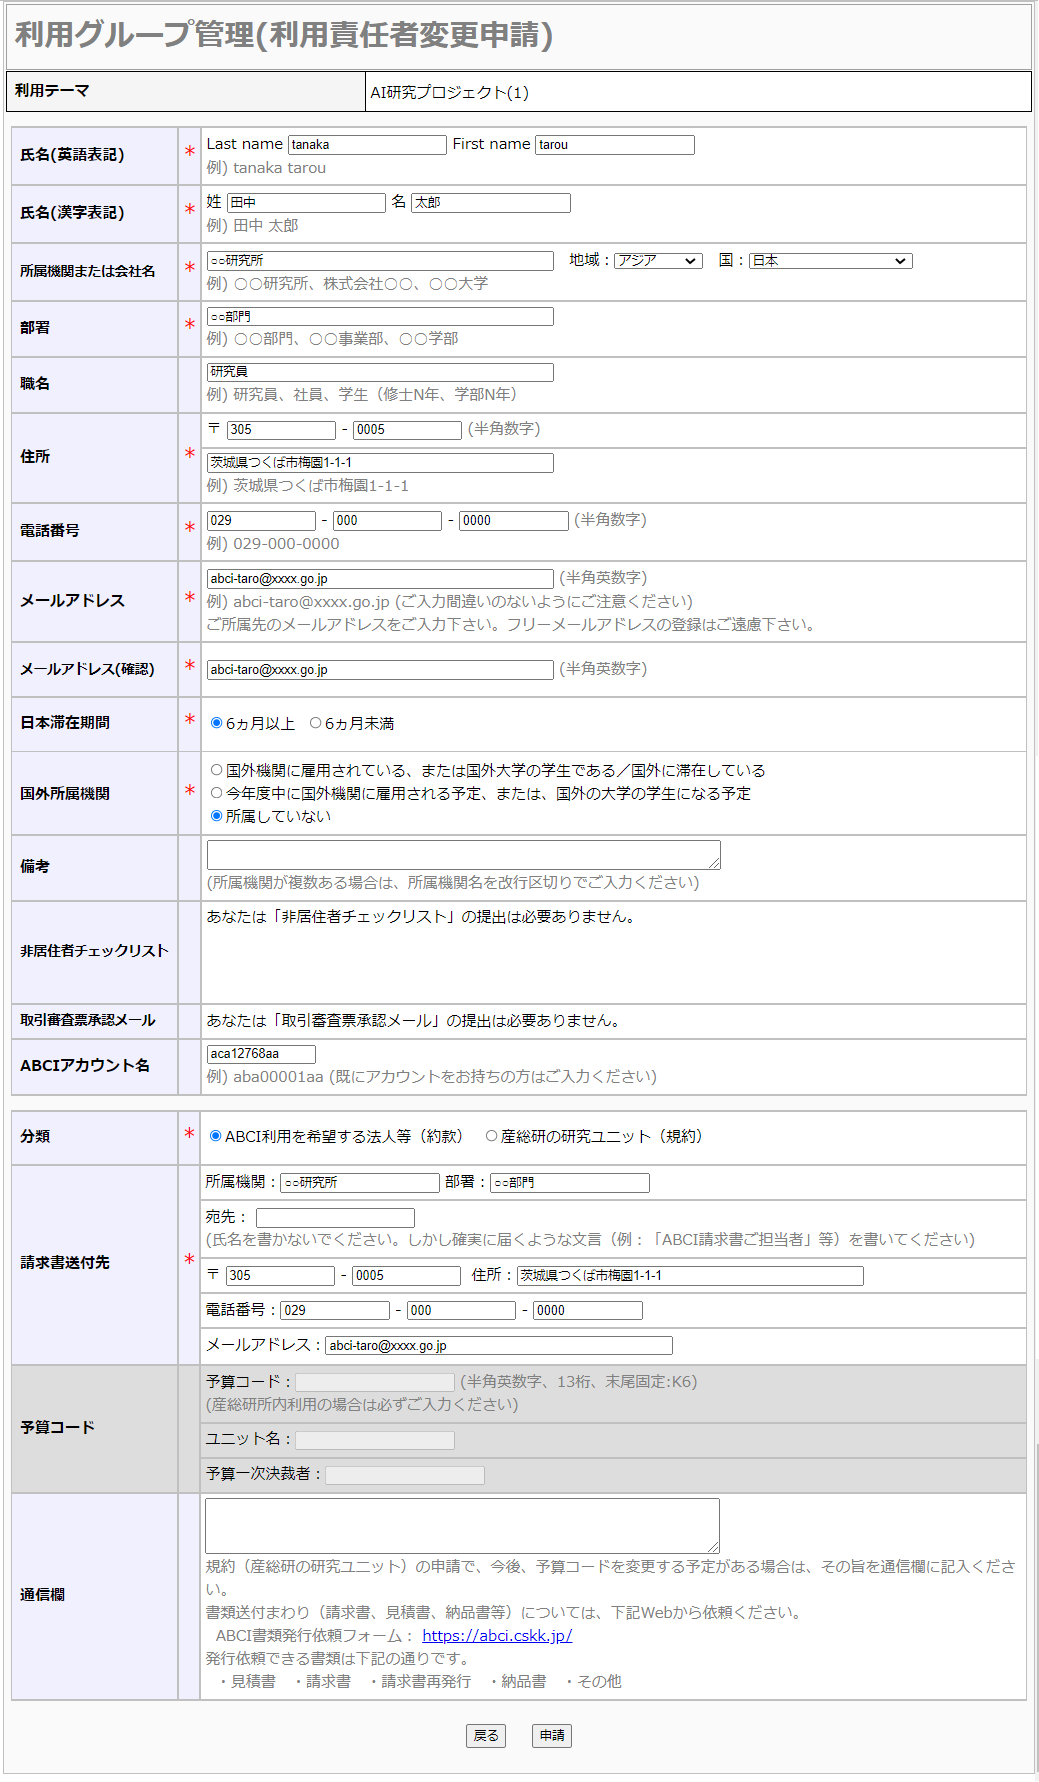 利用グループ管理(利用責任者変更申請)
利用テーマ AI研究プロジェクト(1)
氏名(英語表記) * Last name tanaka First name tarou
例) tanaka tarou
氏名(漢字表記) * 姓 田中 名 太郎
例) 田中 太郎
所属機関または会社名 * ○○研究所 地域：アジア 国：日本
例) ○○研究所、株式会社○○、○○大学
部署 * ○○部門
例) ○○部門、○○事業部、○○学部
職名 研究員
例) 研究員、社員、学生（修士N年、学部N年）
住所 * 〒 305 - 0005 (半角数字)
茨城県つくば市梅園1-1-1
例) 茨城県つくば市梅園1-1-1
電話番号 * 029 - 000 - 0000 (半角数字)
例) 029-000-0000
メールアドレス * abci-taro@xxxx.go.jp (半角英数字)
例) abci-taro@xxxx.go.jp (ご入力間違いのないようにご注意ください)
ご所属先のメールアドレスをご入力下さい。フリーメールアドレスの登録はご遠慮下さい。
メールアドレス(確認) * abci-taro@xxxx.go.jp (半角英数字)
日本滞在期間 * 6ヵ月以上 6ヵ月未満
国外所属機関 * 国外機関に雇用されている、または国外大学の学生である／国外に滞在している
今年度中に国外機関に雇用される予定、または、国外の大学の学生になる予定
所属していない
備考
(所属機関が複数ある場合は、所属機関名を改行区切りでご入力ください)
非居住者チェックリスト あなたは「非居住者チェックリスト」の提出は必要ありません。
取引審査票承認メール あなたは「取引審査票承認メール」の提出は必要ありません。
ABCIアカウント名 aca12768aa
例) aba00001aa (既にアカウントをお持ちの方はご入力ください)
分類 * ABCI利用を希望する法人等（約款） 産総研の研究ユニット（規約）
請求書送付先 * 所属機関：○○研究所 部署：○○部門
宛先：
(氏名を書かないでください。しかし確実に届くような文言（例：「ABCI請求書ご担当者」等）を書いてください)
〒 305 - 0005 住所：茨城県つくば市梅園1-1-1
電話番号：029 - 000 - 0000
メールアドレス：abci-taro@xxxx.go.jp
予算コード 予算コード： (半角英数字、13桁、末尾固定:K6)
(産総研所内利用の場合は必ずご入力ください)
ユニット名：
予算一次決裁者：
通信欄
規約（産総研の研究ユニット）の申請で、今後、予算コードを変更する予定がある場合は、その旨を通信欄に記入くださ
い。
書類送付まわり（請求書、見積書、納品書等）については、下記Webから依頼ください。
ABCI書類発行依頼フォーム： https://abci.cskk.jp/
発行依頼できる書類は下記の通りです。
・見積書 ・請求書 ・請求書再発行 ・納品書 ・その他
戻る 申請